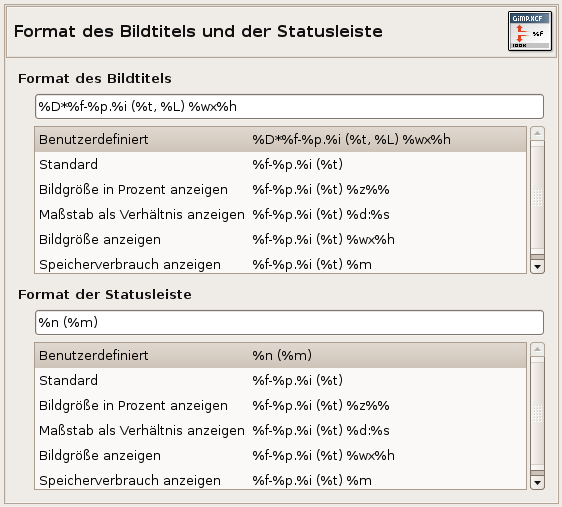 Format des Bildtitels und der Statusleiste
GIMP.XCF
%F
100K
Format des Bildtitels
%D*%f-%p.%i (%t, %L) %wx%h
Benutzerdefiniert %D*%f-%p.%i (%t, %L) %wx%h
Standard %f-%p.%i (%t)
Bildgröße in Prozent anzeigen %f-%p.%i (%t) %z%%
Maßstab als Verhältnis anzeigen %f-%p.%i (%t) %d:%s
Bildgröße anzeigen %f-%p.%i (%t) %wx%h
Speicherverbrauch anzeigen %f-%p.%i (%t) %m
Format der Statusleiste
%n (%m)
Benutzerdefiniert %n (%m)
Standard %f-%p.%i (%t)
Bildgröße in Prozent anzeigen %f-%p.%i (%t) %z%%
Maßstab als Verhältnis anzeigen %f-%p.%i (%t) %d:%s
Bildgröße anzeigen %f-%p.%i (%t) %wx%h
Speicherverbrauch anzeigen %f-%p.%i (%t) %m